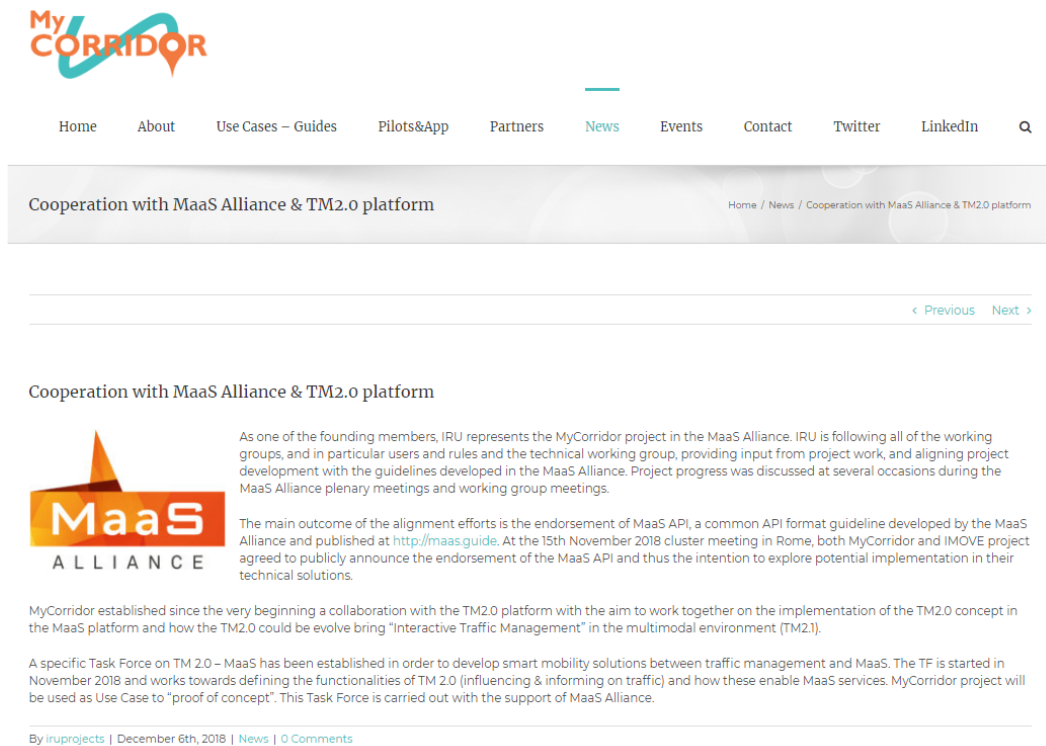 My
CORRIDOR
Home About Use Cases – Guides Pilots&App Partners News Events Contact Twitter LinkedIn
Cooperation with MaaS Alliance & TM2.0 platform
Home / News / Cooperation with MaaS Alliance & TM2.0 platform
‹ Previous Next ›
Cooperation with MaaS Alliance & TM2.0 platform
MaaS
ALLIANCE
As one of the founding members, IRU represents the MyCorridor project in the MaaS Alliance. IRU is following all of the working
groups, and in particular users and rules and the technical working group, providing input from project work, and aligning project
development with the guidelines developed in the MaaS Alliance. Project progress was discussed at several occasions during the
MaaS Alliance plenary meetings and working group meetings.
The main outcome of the alignment efforts is the endorsement of MaaS API, a common API format guideline developed by the MaaS
Alliance and published at http://maas.guide. At the 15th November 2018 cluster meeting in Rome, both MyCorridor and IMOVE project
agreed to publicly announce the endorsement of the MaaS API and thus the intention to explore potential implementation in their
technical solutions.
MyCorridor established since the very beginning a collaboration with the TM2.0 platform with the aim to work together on the implementation of the TM2.0 concept in
the MaaS platform and how the TM2.0 could be evolve bring “Interactive Traffic Management” in the multimodal environment (TM2.1).
A specific Task Force on TM 2.0 – MaaS has been established in order to develop smart mobility solutions between traffic management and MaaS. The TF is started in
November 2018 and works towards defining the functionalities of TM 2.0 (influencing & informing on traffic) and how these enable MaaS services. MyCorridor project will
be used as Use Case to “proof of concept”. This Task Force is carried out with the support of MaaS Alliance.
By iruprojects | December 6th, 2018 | News | 0 Comments